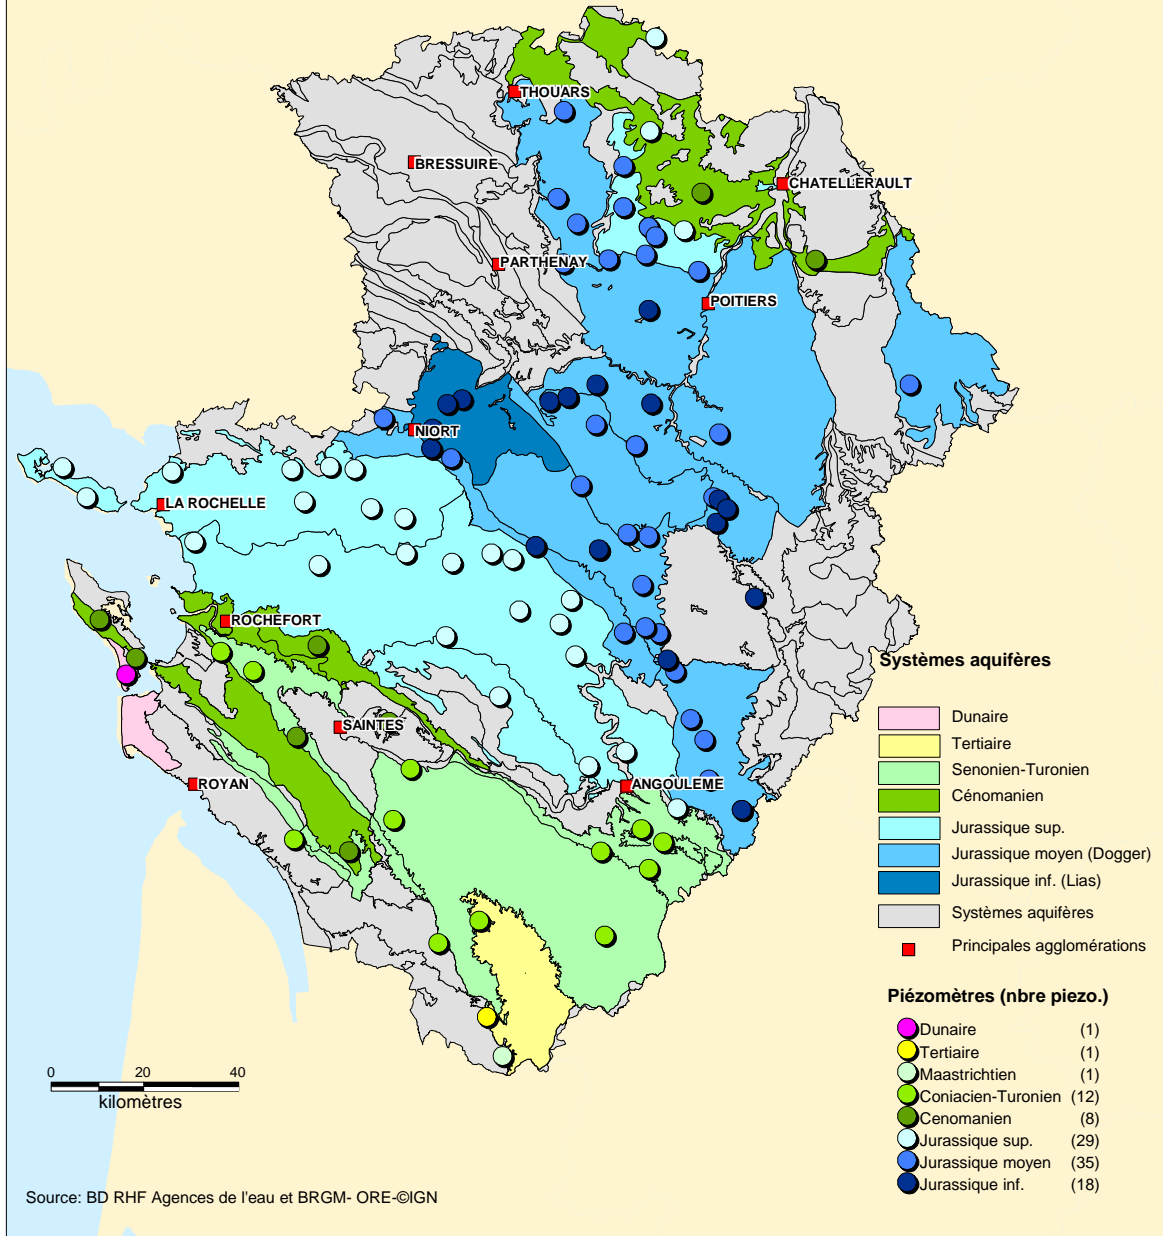 THOUARS
BRESSUIRE
CHATELLERAULT
PARTHENAY
POITIERS
NIORT
LA ROCHELLE
ROCHEFORT
SAINTES
ROYAN
ANGOULEME
Systèmes aquifères
Dunaire
Tertiaire
Senonien-Turonien
Cénomanien
Jurassique sup.
Jurassique moyen (Dogger)
Jurassique inf. (Lias)
Systèmes aquifères
Principales agglomérations
Piézomètres (nbre piezo.)
Dunaire (1)
Tertiaire (1)
Maastrichtien (1)
Coniacien-Turonien (12)
Cenomanien (8)
Jurassique sup. (29)
Jurassique moyen (35)
Jurassique inf. (18)
0 20 40
kilomètres
Source: BD RHF Agences de l'eau et BRGM- ORE-©IGN